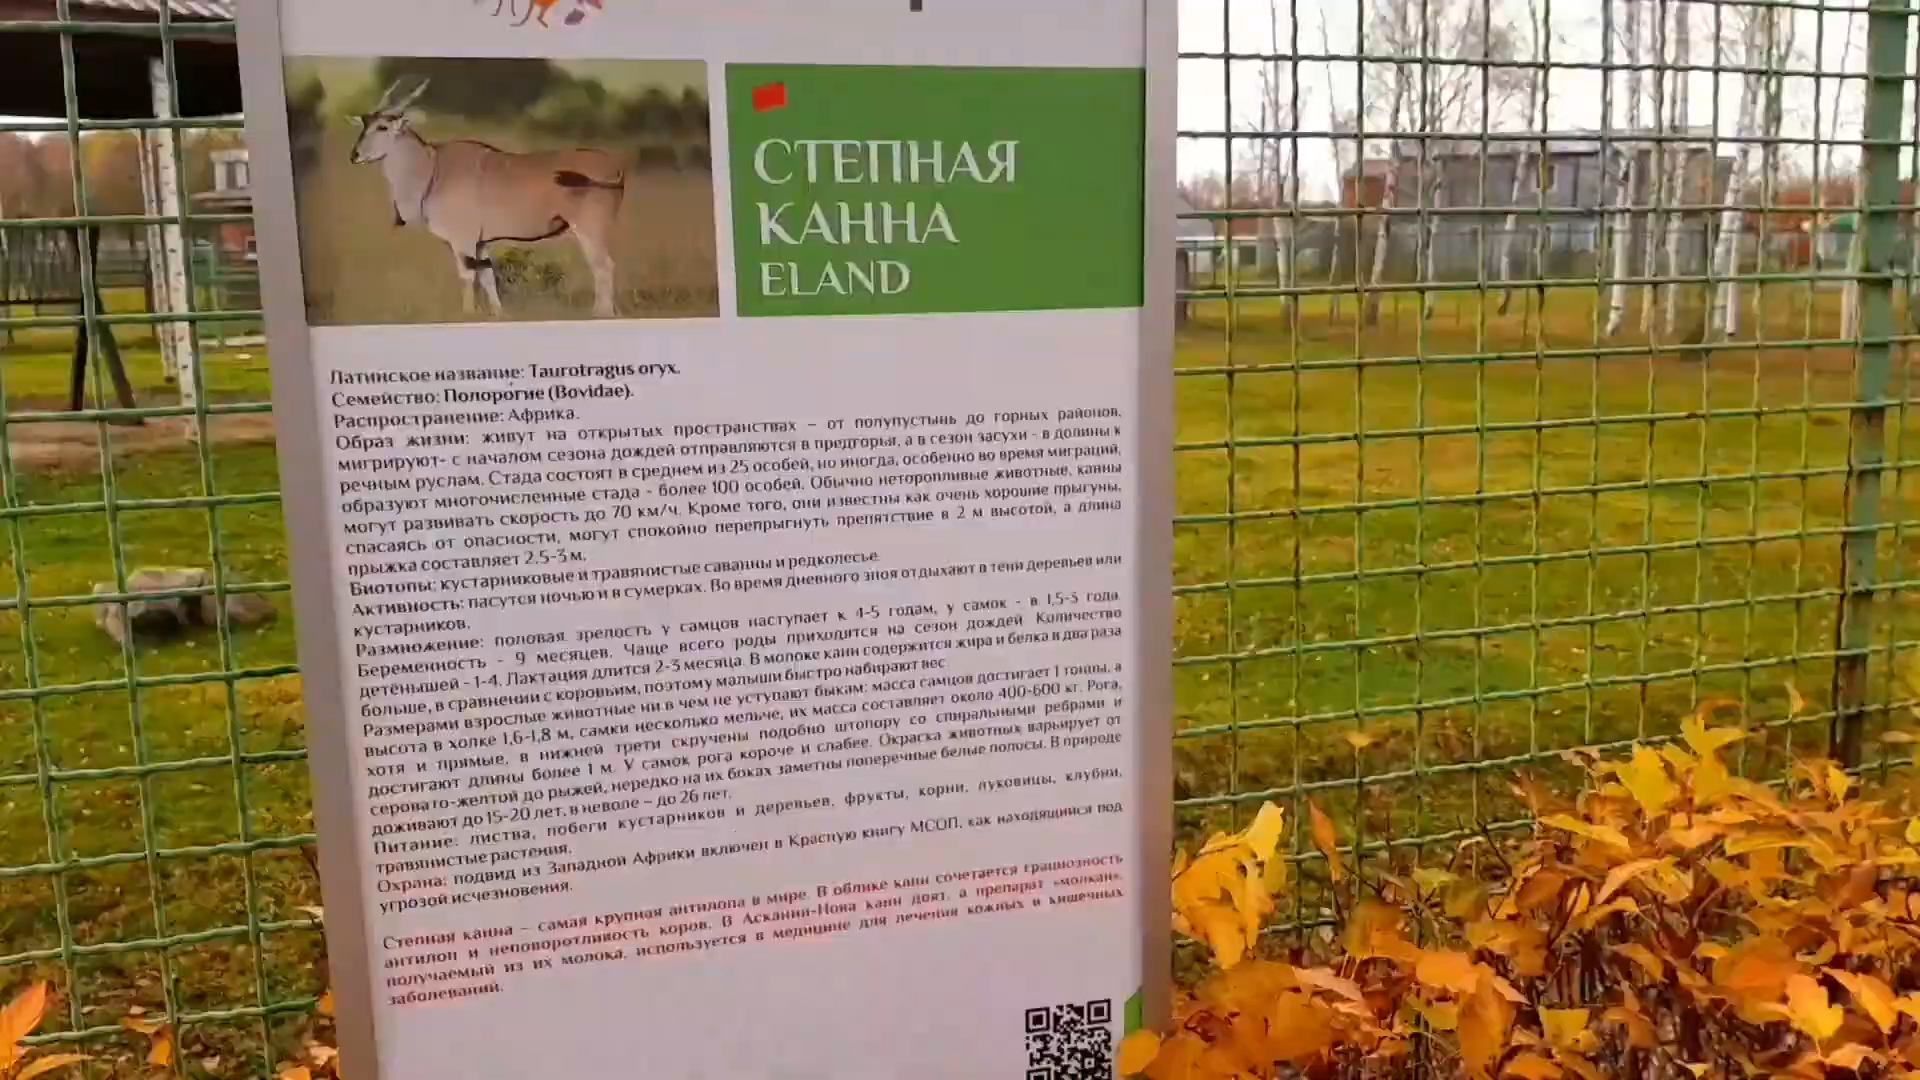 СТЕПНАЯ
КАННА
ELAND
Латинское название: Taurotragus oryx.
Семейство: Полорогие (Bovidae).
Распространение: Африка.
Образ жизни: живут на открытых пространствах – от полупустынь до горных районов,
мигрируют- с началом сезона дождей отправляются в предгорья, а в сезон засухи - в долины к
речным руслам. Стада состоят в среднем из 25 особей, но иногда, особенно во время миграций,
образуют многочисленные стада - более 100 особей. Обычно неторопливые животные, канны
могут развивать скорость до 70 км/ч. Кроме того, они известны как очень хорошие прыгуны,
спасаясь от опасности, могут спокойно перепрыгнуть препятствие в 2 м высотой, а длина
прыжка составляет 2,5-3 м.
Биотопы: кустарниковые и травянистые саванны и редколесье.
Активность: пасутся ночью и в сумерках. Во время дневного зноя отдыхают в тени деревьев или
кустарников.
Размножение: половая зрелость у самцов наступает к 4-5 годам, у самок - в 1,5-3 года.
Беременность - 9 месяцев. Чаще всего роды приходятся на сезон дождей. Количество
детёнышей - 1-4. Лактация длится 2-3 месяца. В молоке канн содержится жира и белка в два раза
больше, в сравнении с коровьим, поэтому малыши быстро набирают вес.
Размерами взрослые животные ни в чем не уступают быкам: масса самцов достигает 1 тонны, а
высота в холке 1,6-1,8 м, самки несколько мельче, их масса составляет около 400-600 кг. Рога,
хотя и прямые, в нижней трети скручены подобно штопору со спиральными ребрами и
достигают длины более 1 м. У самок рога короче и слабее. Окраска животных варьирует от
серовато-желтой до рыжей, нередко на их боках заметны поперечные белые полосы. В природе
доживают до 15-20 лет, в неволе – до 26 лет.
Питание: листва, побеги кустарников и деревьев, фрукты, корни, луковицы, клубни,
травянистые растения.
Охрана: подвид из Западной Африки включен в Красную книгу МСОП, как находящийся под
угрозой исчезновения.
Степная канна – самая крупная антилопа в мире. В облике канн сочетается грациозность
антилоп и неповоротливость коров. В Аскании-Нова канн доят, а препарат «молкан»,
получаемый из их молока, используется в медицине для лечения кожных и кишечных
заболеваний.